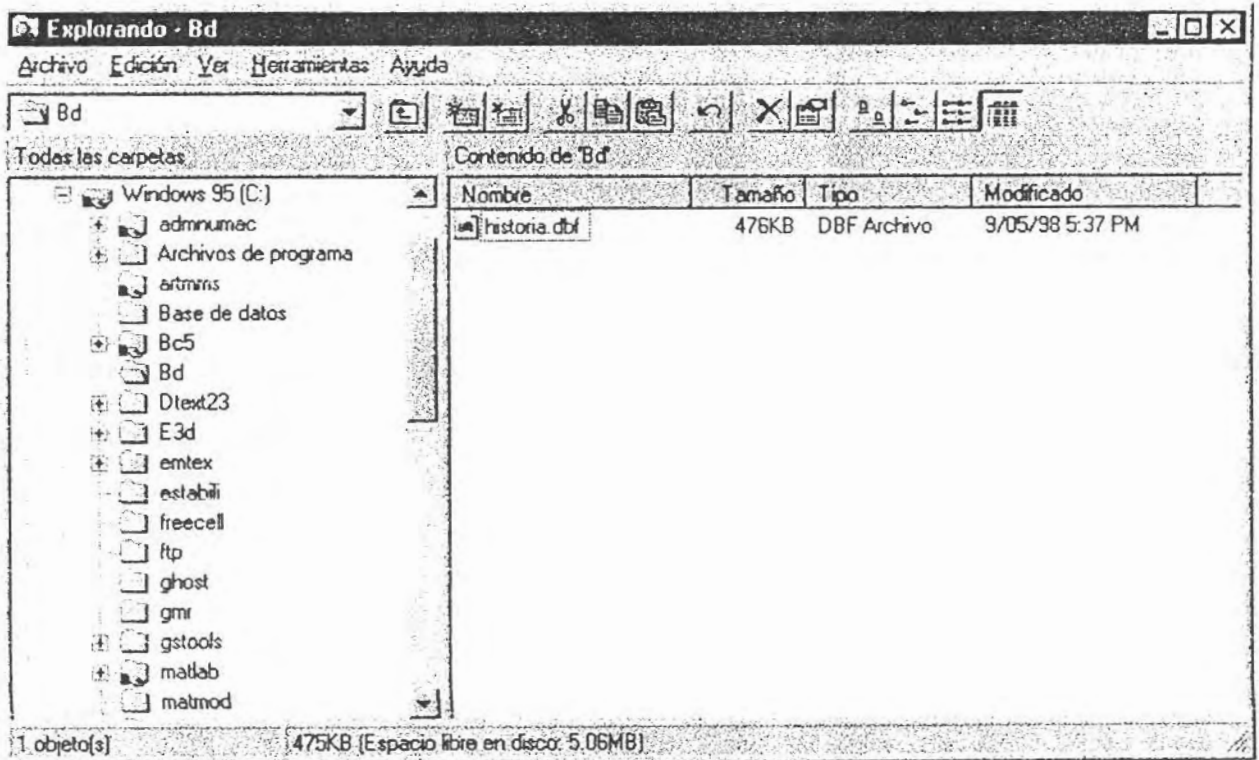 Explorando - Bd
Archivo Edición Ver Herramientas Ayuda
Bd
Todas las carpetas
Contenido de 'Bd'
Windows 95 (C:)
admnumac
Archivos de programa
artmms
Base de datos
Bc5
Bd
Dtext23
E3d
emtex
estabili
freecell
ftp
ghost
gmr
gstools
matlab
matmod
Nombre Tamaño Tipo Modificado
historia.dbf 476KB DBF Archivo 9/05/98 5:37 PM
1 objeto(s) 475KB (Espacio libre en disco: 5.06MB)